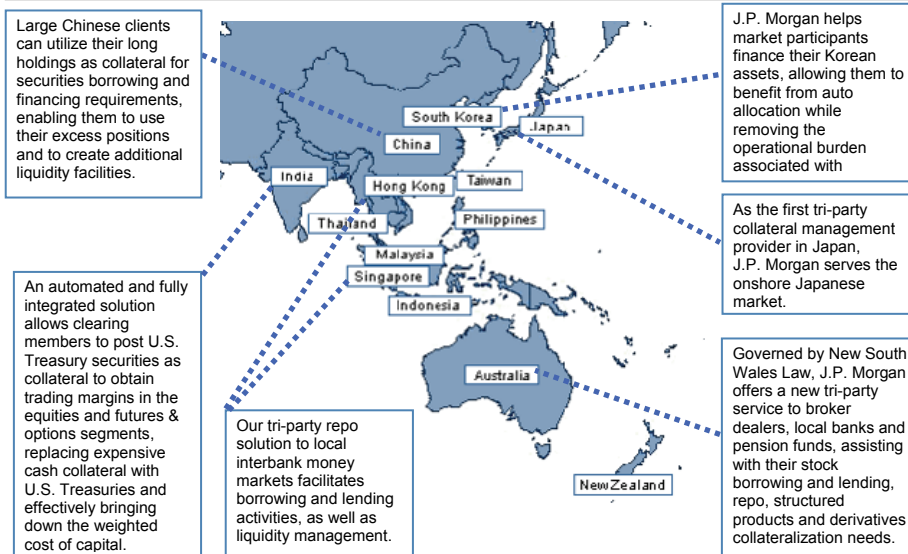 Large Chinese clients
can utilize their long
holdings as collateral for
securities borrowing and
financing requirements,
enabling them to use
their excess positions
and to create additional
liquidity facilities.
J.P. Morgan helps
market participants
finance their Korean
assets, allowing them to
benefit from auto
allocation while
removing the
operational burden
associated with
South Korea
Japan
China
India
Hong Kong
Taiwan
Thailand
Philippines
Malaysia
Singapore
Indonesia
Australia
NewZealand
As the first tri-party
collateral management
provider in Japan,
J.P. Morgan serves the
onshore Japanese
market.
An automated and fully
integrated solution
allows clearing
members to post U.S.
Treasury securities as
collateral to obtain
trading margins in the
equities and futures &
options segments,
replacing expensive
cash collateral with
U.S. Treasuries and
effectively bringing
down the weighted
cost of capital.
Our tri-party repo
solution to local
interbank money
markets facilitates
borrowing and lending
activities, as well as
liquidity management.
Governed by New South
Wales Law, J.P. Morgan
offers a new tri-party
service to broker
dealers, local banks and
pension funds, assisting
with their stock
borrowing and lending,
repo, structured
products and derivatives
collateralization needs.